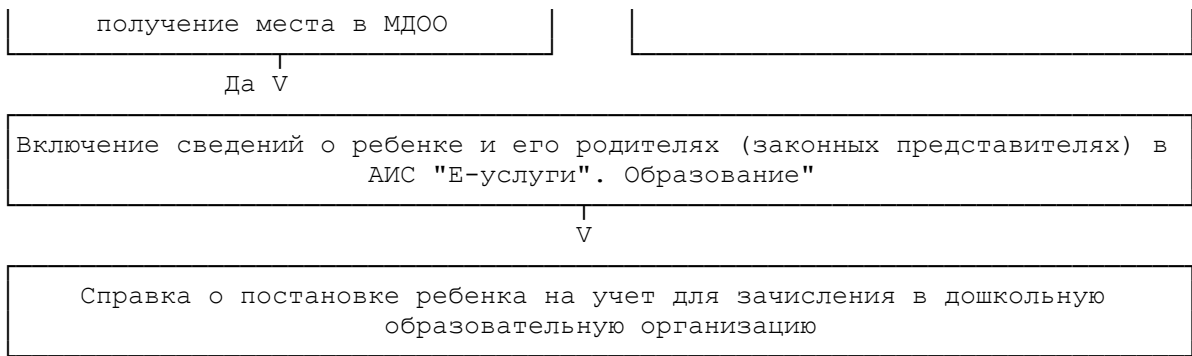 получение места в МДОО
Да V
Включение сведений о ребенке и его родителях (законных представителях) в
АИС "Е-услуги". Образование"
V
Справка о постановке ребенка на учет для зачисления в дошкольную
образовательную организацию